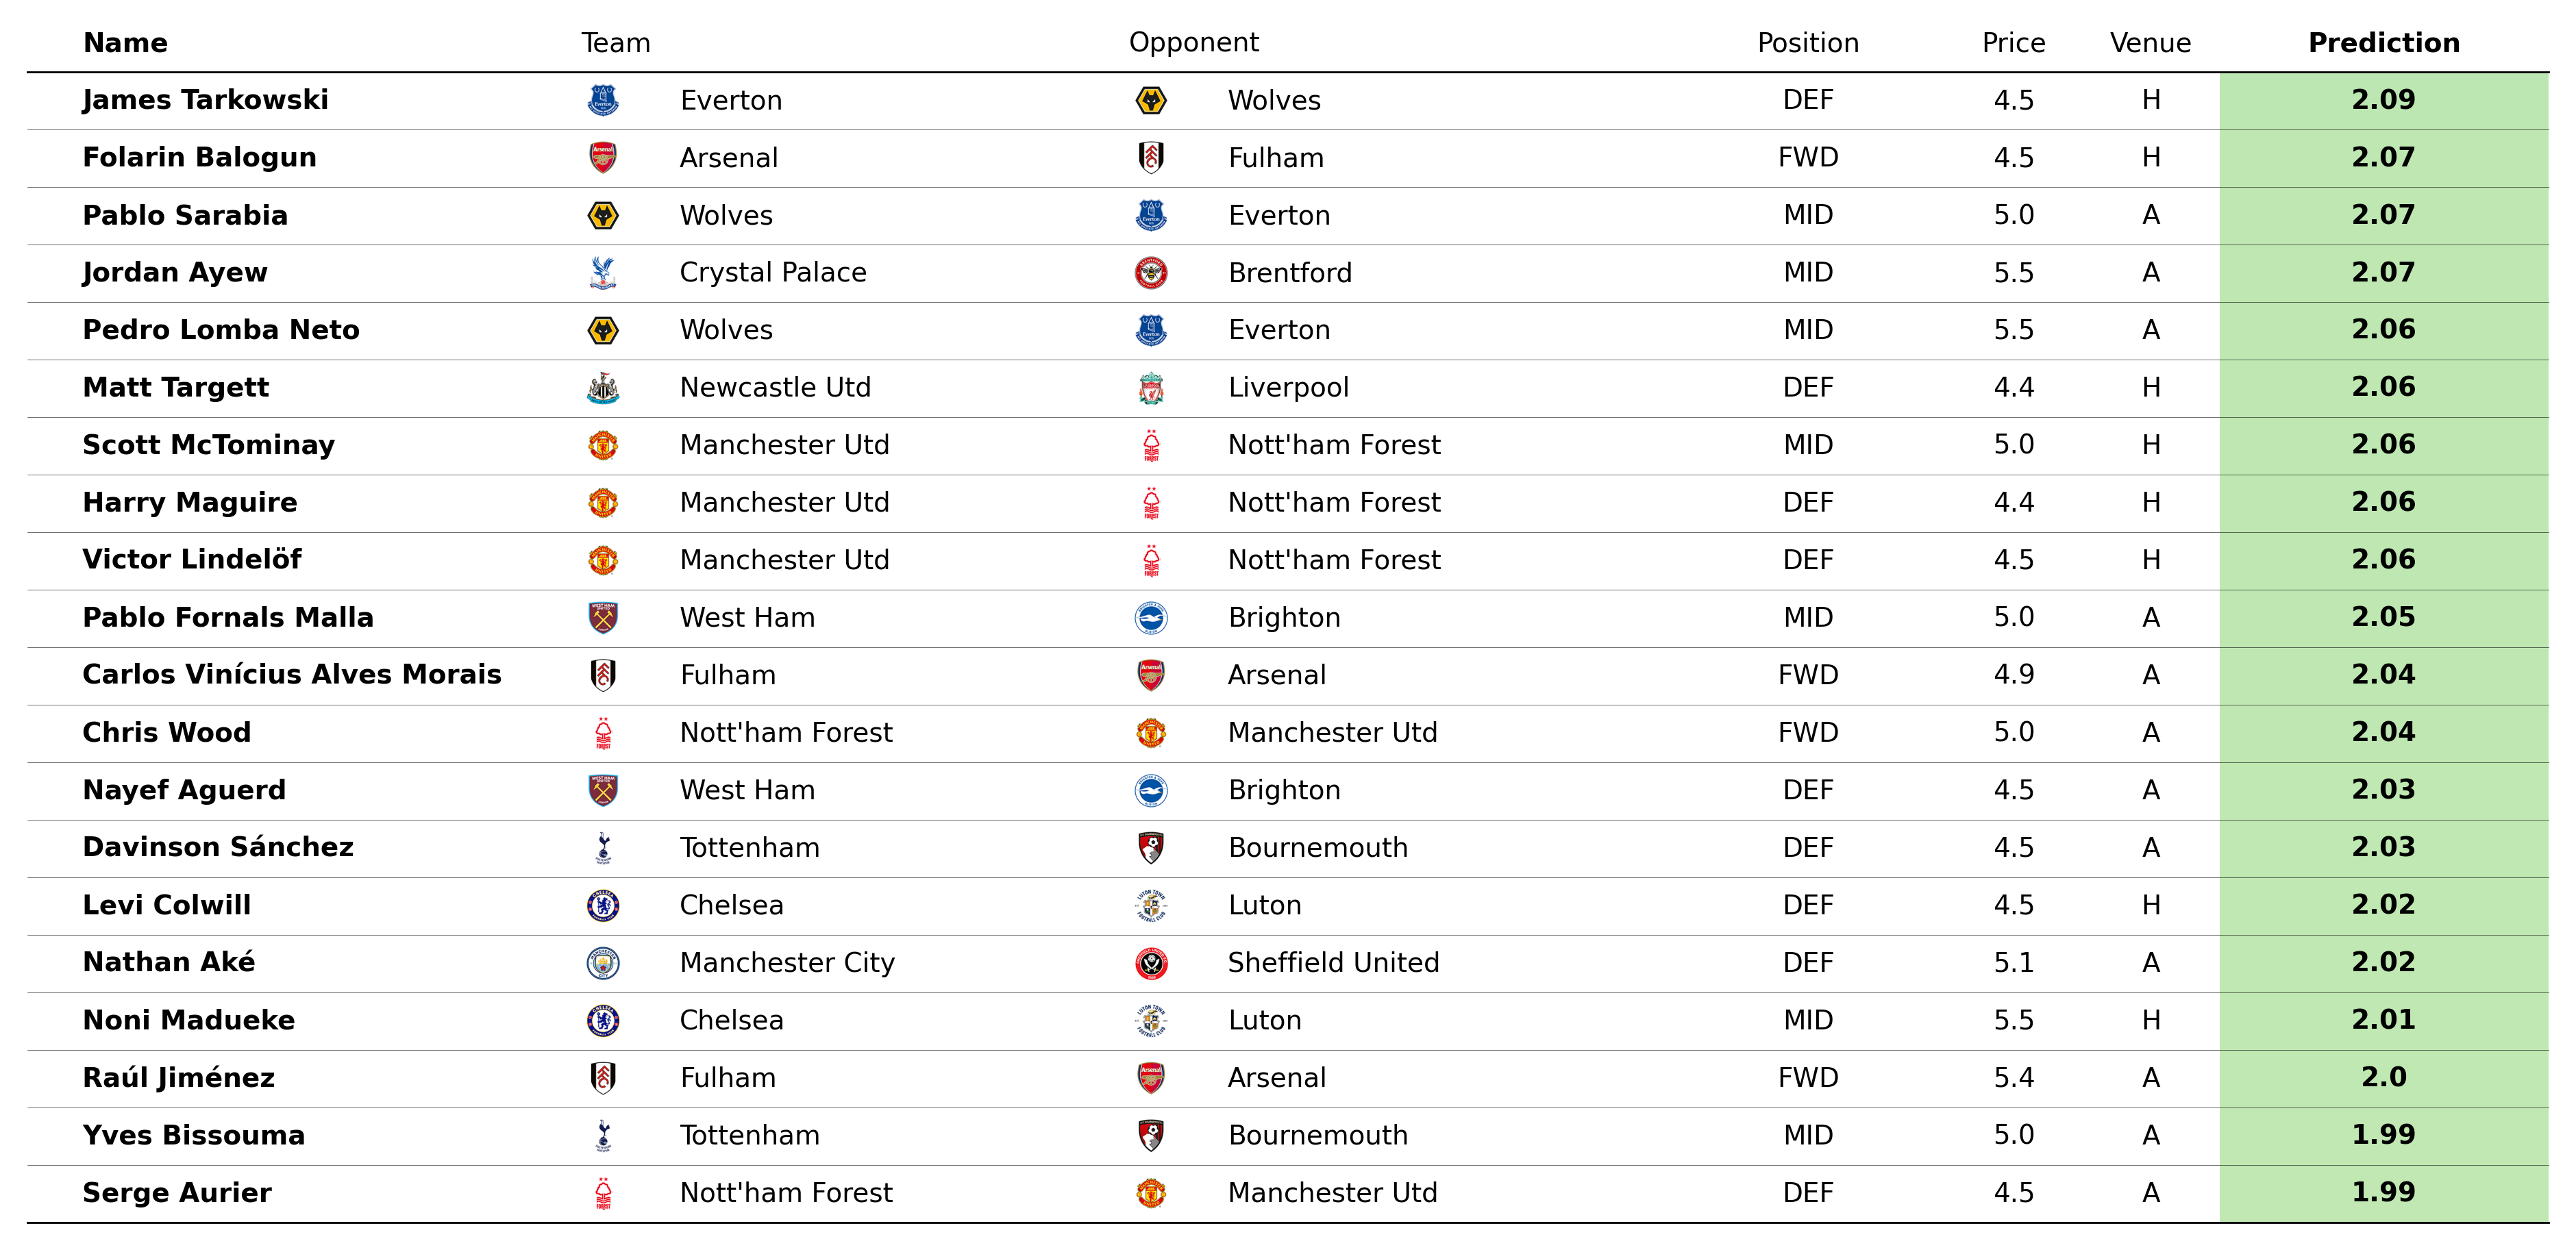 Name Team Opponent Position Price Venue Prediction
James Tarkowski Everton Wolves DEF 4.5 H 2.09
Folarin Balogun Arsenal Fulham FWD 4.5 H 2.07
Pablo Sarabia Wolves Everton MID 5.0 A 2.07
Jordan Ayew Crystal Palace Brentford MID 5.5 A 2.07
Pedro Lomba Neto Wolves Everton MID 5.5 A 2.06
Matt Targett Newcastle Utd Liverpool DEF 4.4 H 2.06
Scott McTominay Manchester Utd Nott'ham Forest MID 5.0 H 2.06
Harry Maguire Manchester Utd Nott'ham Forest DEF 4.4 H 2.06
Victor Lindelöf Manchester Utd Nott'ham Forest DEF 4.5 H 2.06
Pablo Fornals Malla West Ham Brighton MID 5.0 A 2.05
Carlos Vinícius Alves Morais Fulham Arsenal FWD 4.9 A 2.04
Chris Wood Nott'ham Forest Manchester Utd FWD 5.0 A 2.04
Nayef Aguerd West Ham Brighton DEF 4.5 A 2.03
Davinson Sánchez Tottenham Bournemouth DEF 4.5 A 2.03
Levi Colwill Chelsea Luton DEF 4.5 H 2.02
Nathan Aké Manchester City Sheffield United DEF 5.1 A 2.02
Noni Madueke Chelsea Luton MID 5.5 H 2.01
Raúl Jiménez Fulham Arsenal FWD 5.4 A 2.0
Yves Bissouma Tottenham Bournemouth MID 5.0 A 1.99
Serge Aurier Nott'ham Forest Manchester Utd DEF 4.5 A 1.99